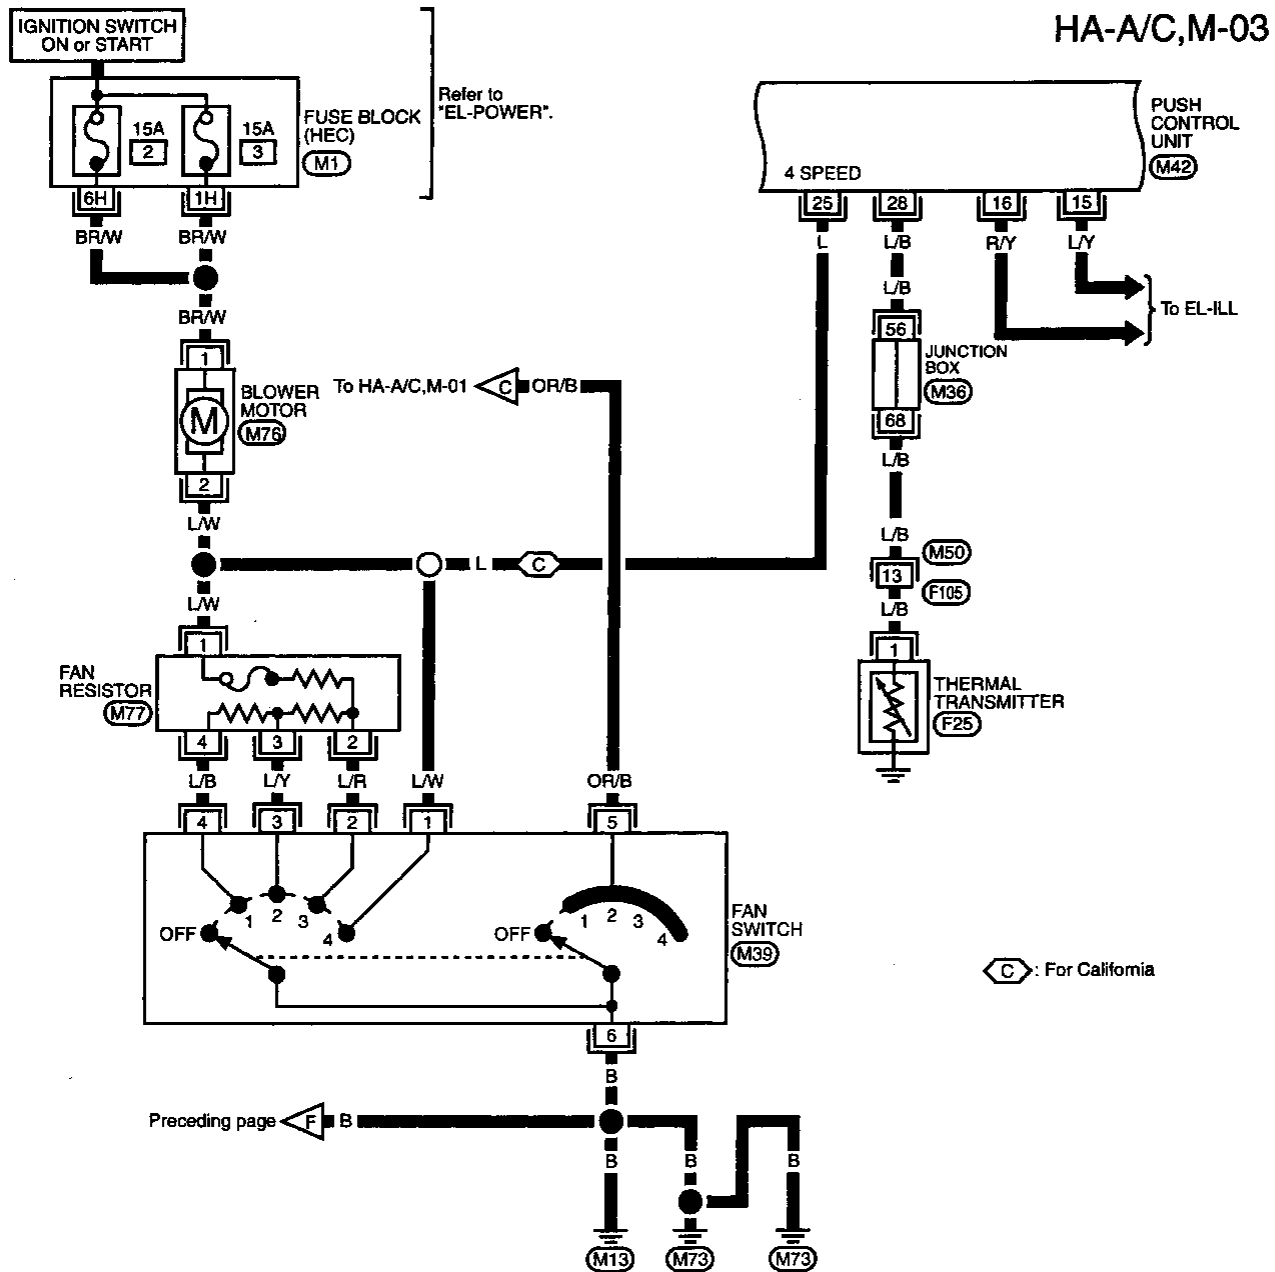 HA-A/C,M-03
IGNITION SWITCH
ON or START
Refer to
"EL-POWER".
FUSE BLOCK
(HEC)
M1
15A
2
15A
3
6H
1H
BR/W
BR/W
BR/W
PUSH
CONTROL
UNIT
M42
4 SPEED
25
28
16
15
L
L/B
R/Y
L/Y
L/B
To EL-ILL
56
JUNCTION
BOX
M36
68
L/B
L/B
M50
13
F105
L/B
1
THERMAL
TRANSMITTER
F25
1
BLOWER
MOTOR
M76
M
2
L/W
To HA-A/C,M-01
C
OR/B
L
C
L/W
1
FAN
RESISTOR
M77
4
3
2
L/B
L/Y
L/R
L/W
OR/B
4
3
2
1
5
OFF
1
2
3
4
OFF
1
2
3
4
FAN
SWITCH
M39
C
: For California
6
B
Preceding page
F
B
B
B
B
M13
M73
M73